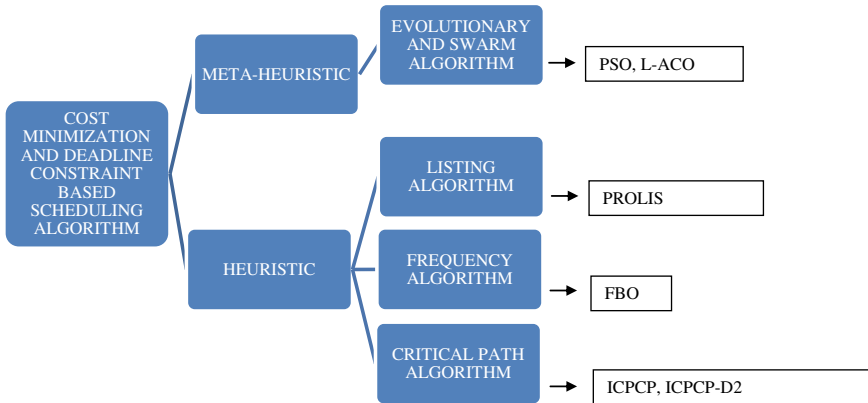 EVOLUTIONARY
AND SWARM
ALGORITHM
PSO, L-ACO
META-HEURISTIC
COST
MINIMIZATION
AND DEADLINE
CONSTRAINT
BASED
SCHEDULING
ALGORITHM
LISTING
ALGORITHM
PROLIS
HEURISTIC
FREQUENCY
ALGORITHM
FBO
CRITICAL PATH
ALGORITHM
ICPCP, ICPCP-D2